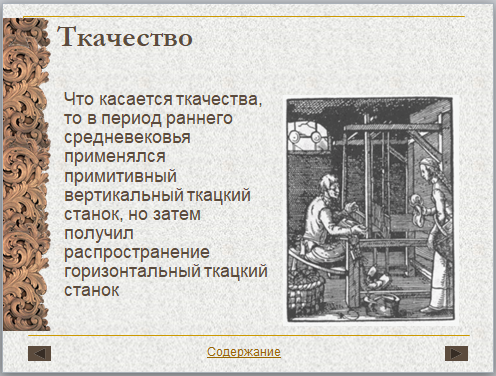 Ткачество
Что касается ткачества,
то в период раннего
средневековья
применялся
примитивный
вертикальный ткацкий
станок, но затем
получил
распространение
горизонтальный ткацкий
станок
Содержание